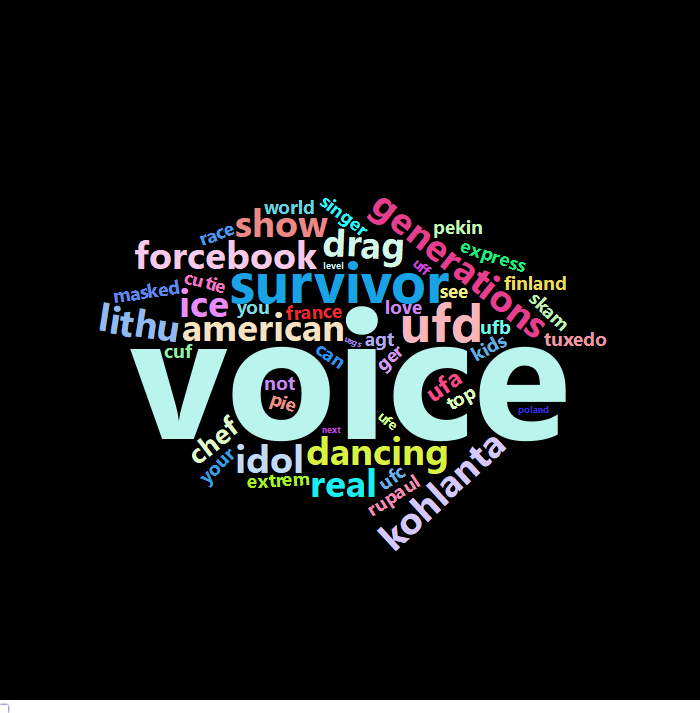 world
singer
generations
race
show
pekin
drag
forcebook
express
level
uff
cutie
survivor
see
finland
masked
ice
you
france
love
skam
lithu
american
ufd
ufb
tuxedo
agt
kids
cuf
can
ger
voice
not
ufa
pie
top
poland
ufe
next
chef
your
idol
dancing
kohlanta
extrem
real
ufc
rupaul